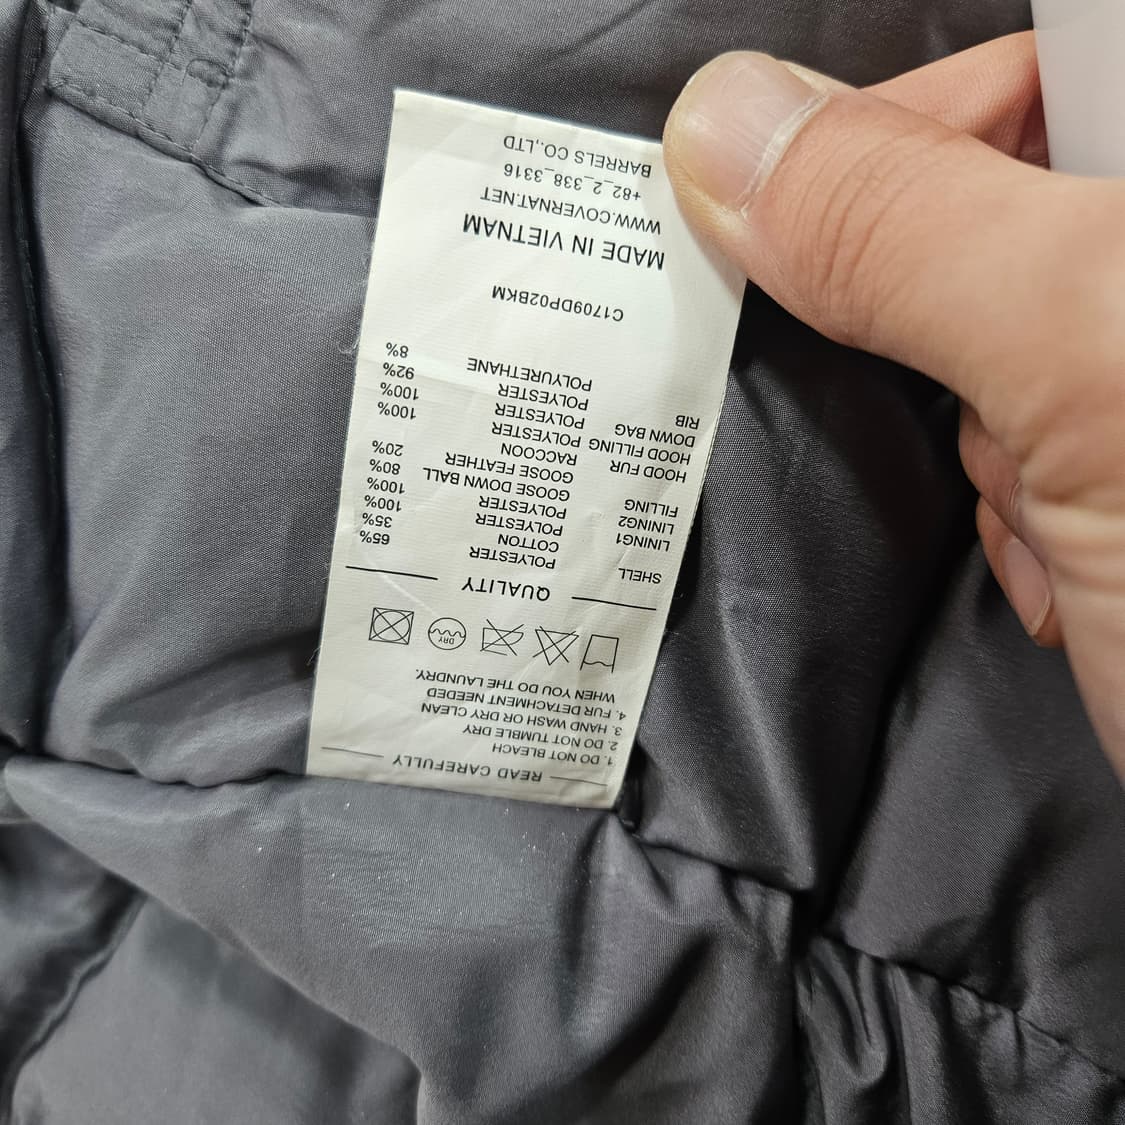 READ CAREFULLY
1. DO NOT BLEACH
2. DO NOT TUMBLE DRY
3. HAND WASH OR DRY CLEAN
4. FUR DETACHMENT NEEDED
WHEN YOU DO THE LAUNDRY.
DRY
QUALITY
SHELL POLYESTER 65%
COTTON 35%
LINING1 POLYESTER 100%
LINING2 POLYESTER 100%
FILLING GOOSE DOWN BALL 80%
GOOSE FEATHER 20%
HOOD FUR RACCOON
HOOD FILLING POLYESTER 100%
DOWN BAG POLYESTER 100%
RIB POLYESTER 92%
POLYURETHANE 8%
C1709DP02BKM
MADE IN VIETNAM
WWW.COVERNAT.NET
+82_2_338_3316
BARRELS CO.,LTD